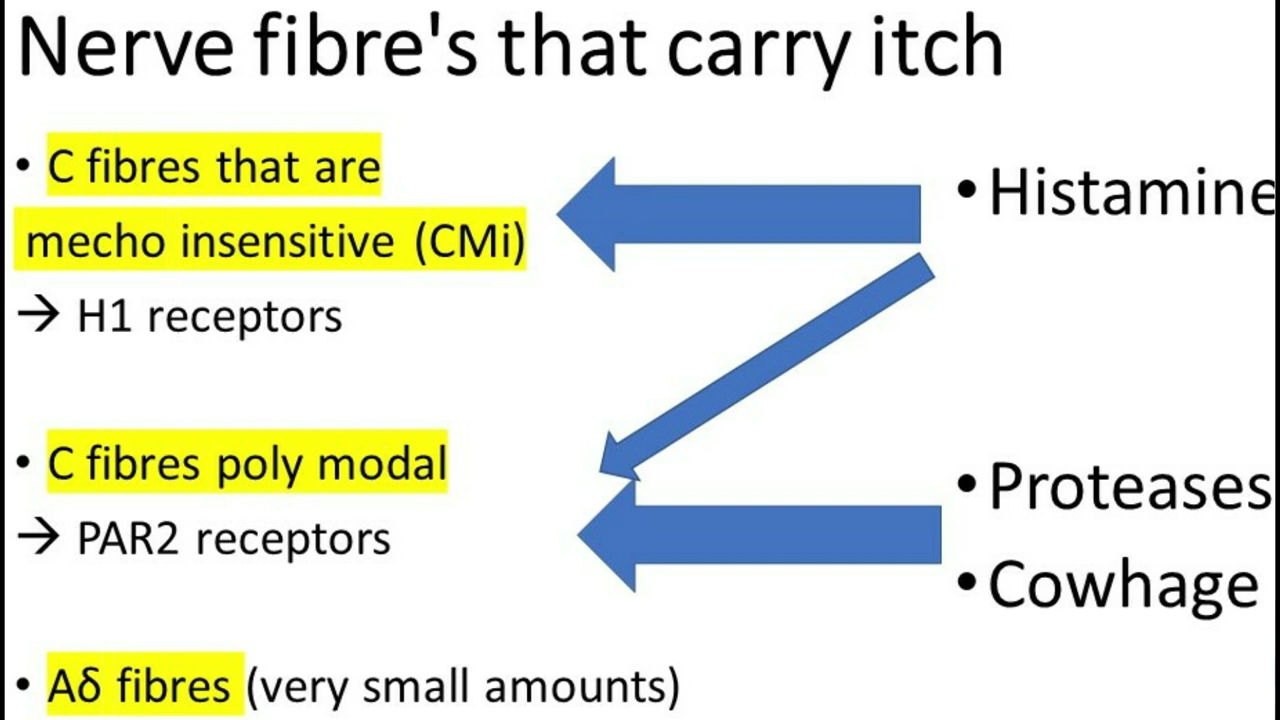 Nerve fibre's that carry itch
• C fibres that are
mecho insensitive (CMi)
→ H1 receptors
• C fibres poly modal
→ PAR2 receptors
• Aδ fibres (very small amounts)
• Histamine
• Proteases
• Cowhage